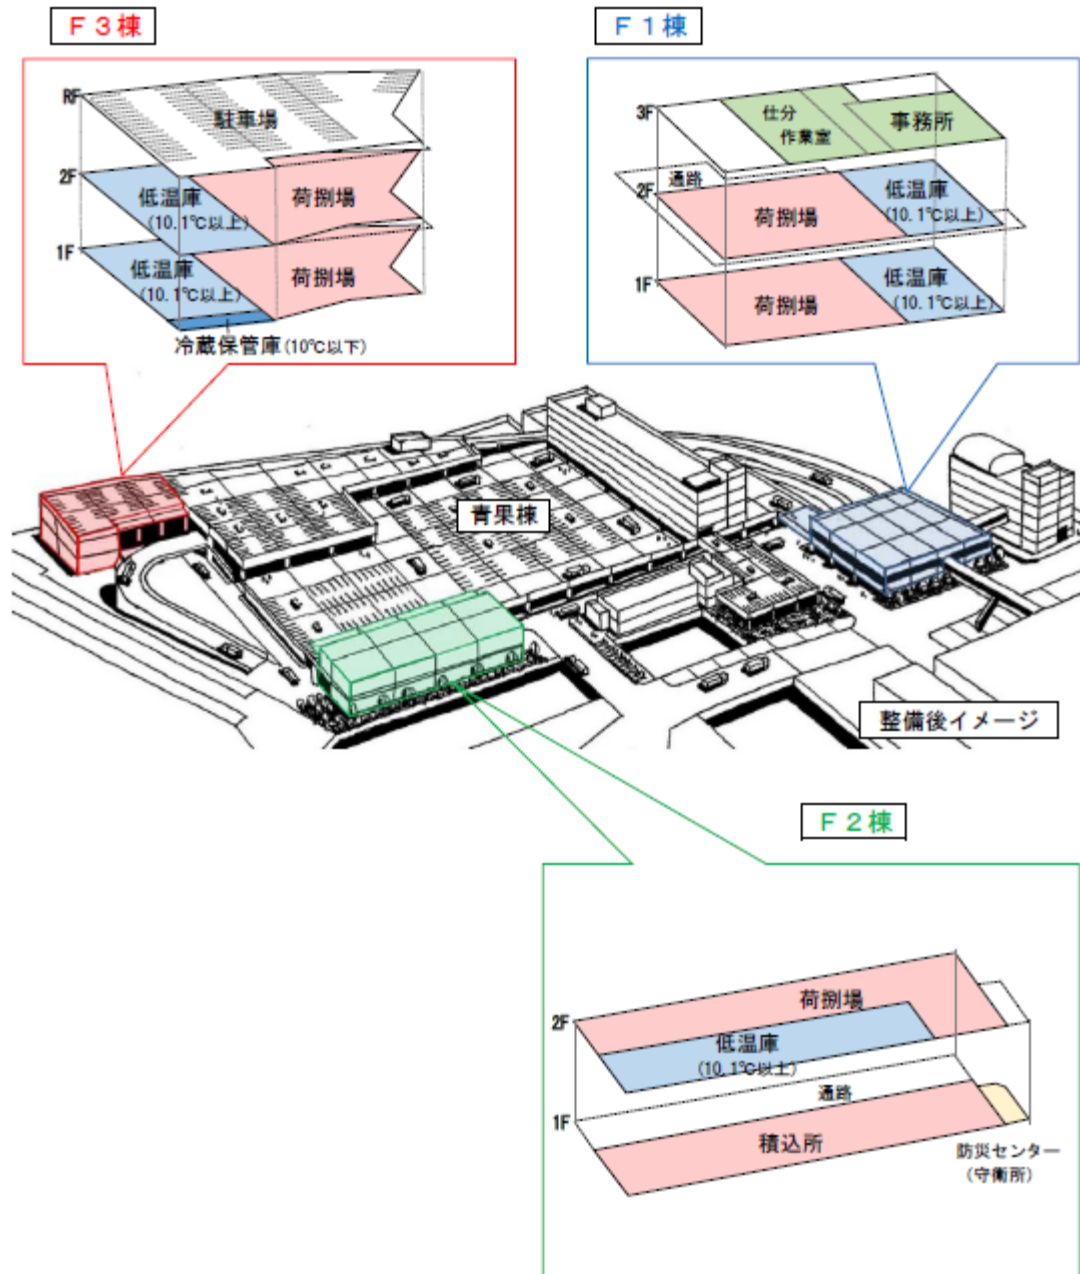 F3棟
F1棟
RF
駐車場
2F
低温庫
(10.1℃以上)
荷捌場
1F
低温庫
(10.1℃以上)
荷捌場
冷蔵保管庫(10℃以下)
3F
仕分
作業室
事務所
通路
2F
荷捌場
低温庫
(10.1℃以上)
1F
荷捌場
低温庫
(10.1℃以上)
青果棟
整備後イメージ
F2棟
2F
荷捌場
低温庫
(10.1℃以上)
通路
1F
積込所
防災センター
(守衛所)